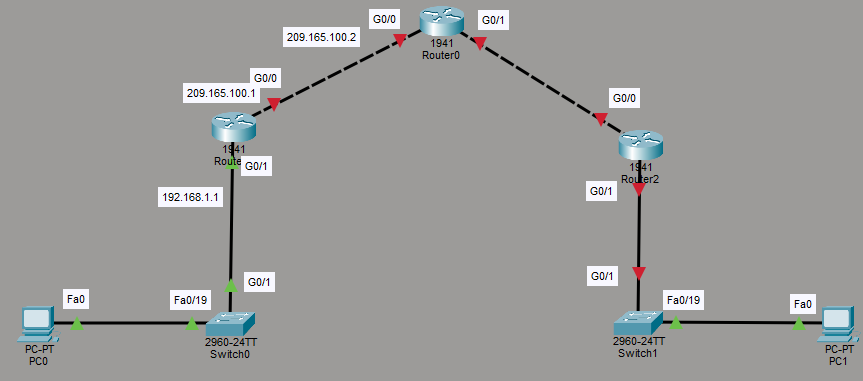 G0/0
G0/1
209.165.100.2
1941
Router0
G0/0
209.165.100.1
G0/0
1941
Route
G0/1
1941
Router2
G0/1
192.168.1.1
G0/1
G0/1
Fa0
Fa0/19
Fa0/19
Fa0
PC-PT
PC0
2960-24TT
Switch0
2960-24TT
Switch1
PC-PT
PC1